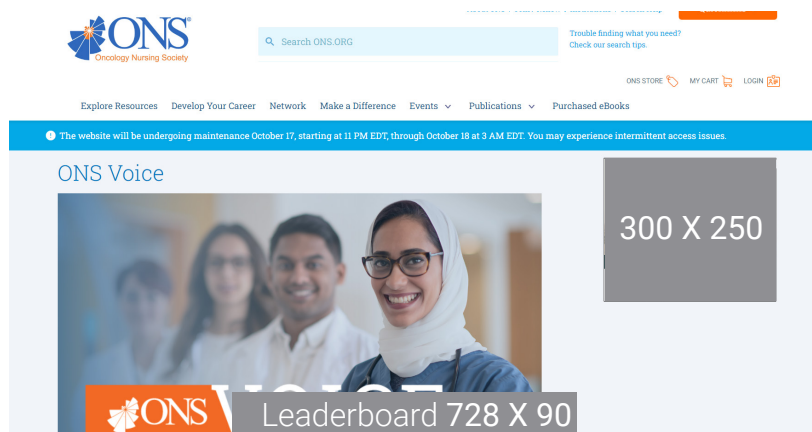 ONS
Oncology Nursing Society
Search ONS.ORG
Trouble finding what you need?
Check our search tips.
ONS STORE MY CART LOGIN
Explore Resources Develop Your Career Network Make a Difference Events Publications Purchased eBooks
The website will be undergoing maintenance October 17, starting at 11 PM EDT, through October 18 at 3 AM EDT. You may experience intermittent access issues.
ONS Voice
300 X 250
ONS VOICE
Leaderboard 728 X 90